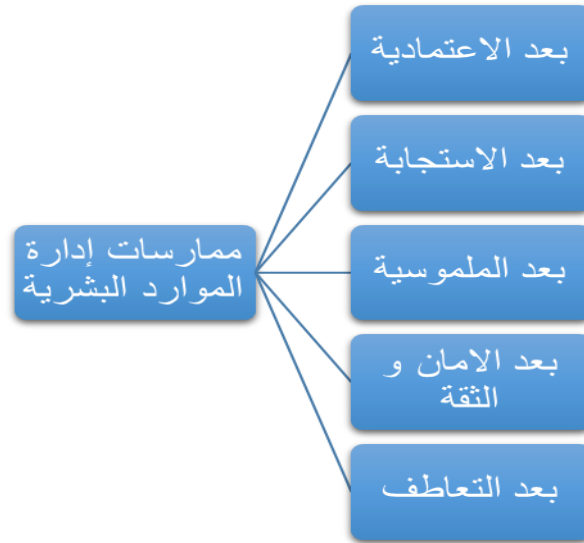 بعد الاعتمادية
بعد الاستجابة
ممارسات إدارة
الموارد البشرية
بعد الملموسية
بعد الامان و
الثقة
بعد التعاطف